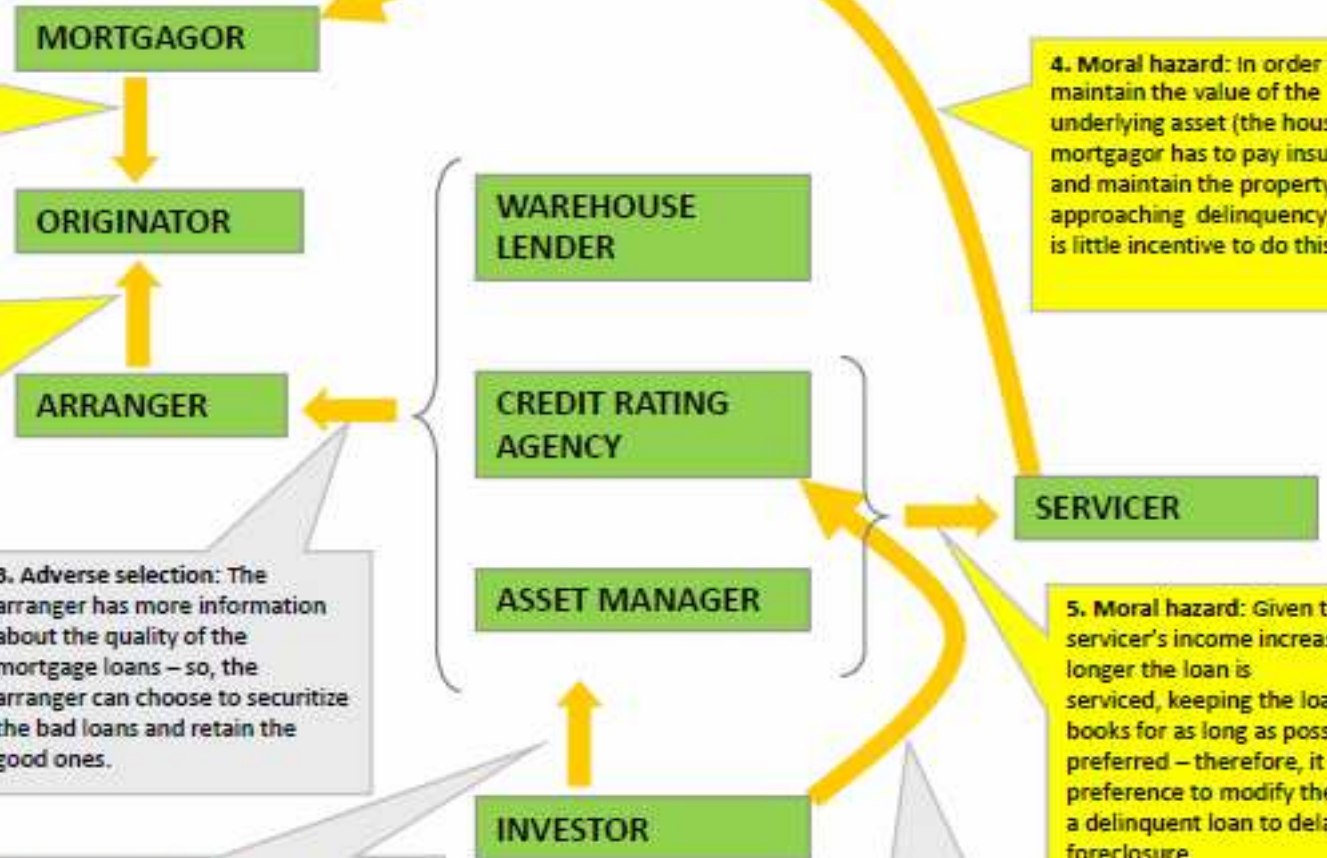 MORTGAGOR
4. Moral hazard: In order
maintain the value of the
underlying asset (the hous
mortgagor has to pay insu
and maintain the property
approaching delinquency
is little incentive to do this
ORIGINATOR
WAREHOUSE
LENDER
ARRANGER
CREDIT RATING
AGENCY
SERVICER
3. Adverse selection: The
arranger has more information
about the quality of the
mortgage loans – so, the
arranger can choose to securitize
the bad loans and retain the
good ones.
ASSET MANAGER
5. Moral hazard: Given t
servicer's income increas
longer the loan is
serviced, keeping the loa
books for as long as poss
preferred – therefore, it
preference to modify the
a delinquent loan to dela
foreclosure
INVESTOR